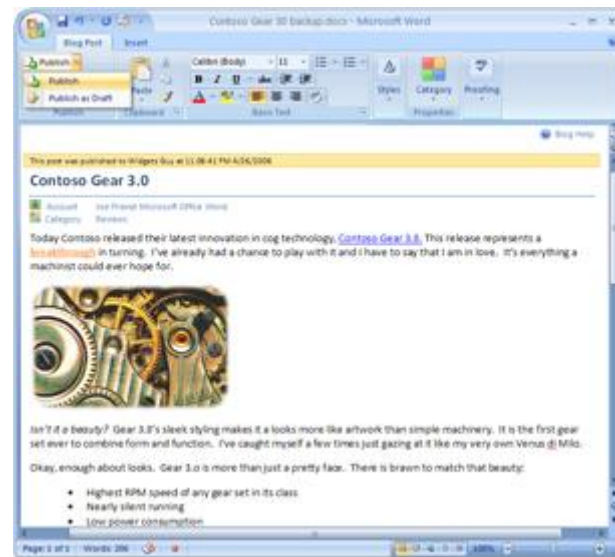 Contoso Gear 30 backup.docx - Microsoft Word
Blog Post Insert
Publish
Publish
Publish as Draft
Paste
Calibri (Body) 11
B I U abc
Styles
Category
Proofing
Publish Clipboard Basic Text Proofing
Blog Help
This post was published to Widgets Guy at 11:06:41 PM 4/26/2006
Contoso Gear 3.0
Account
Category Reviews
Today Contoso released their latest innovation in cog technology, Contoso Gear 3.0. This release represents a
breakthrough in turning. I've already had a chance to play with it and I have to say that I am in love. It's everything a
machinist could ever hope for.
Isn't it a beauty? Gear 3.0's sleek styling makes it a looks more like artwork than simple machinery. It is the first gear
set ever to combine form and function. I've caught myself a few times just gazing at it like my very own Venus di Milo.
Okay, enough about looks. Gear 3.o is more than just a pretty face. There is brawn to match that beauty:
• Highest RPM speed of any gear set in its class
• Nearly silent running
• Low power consumption
Page: 1 of 1 Words: 206 100%